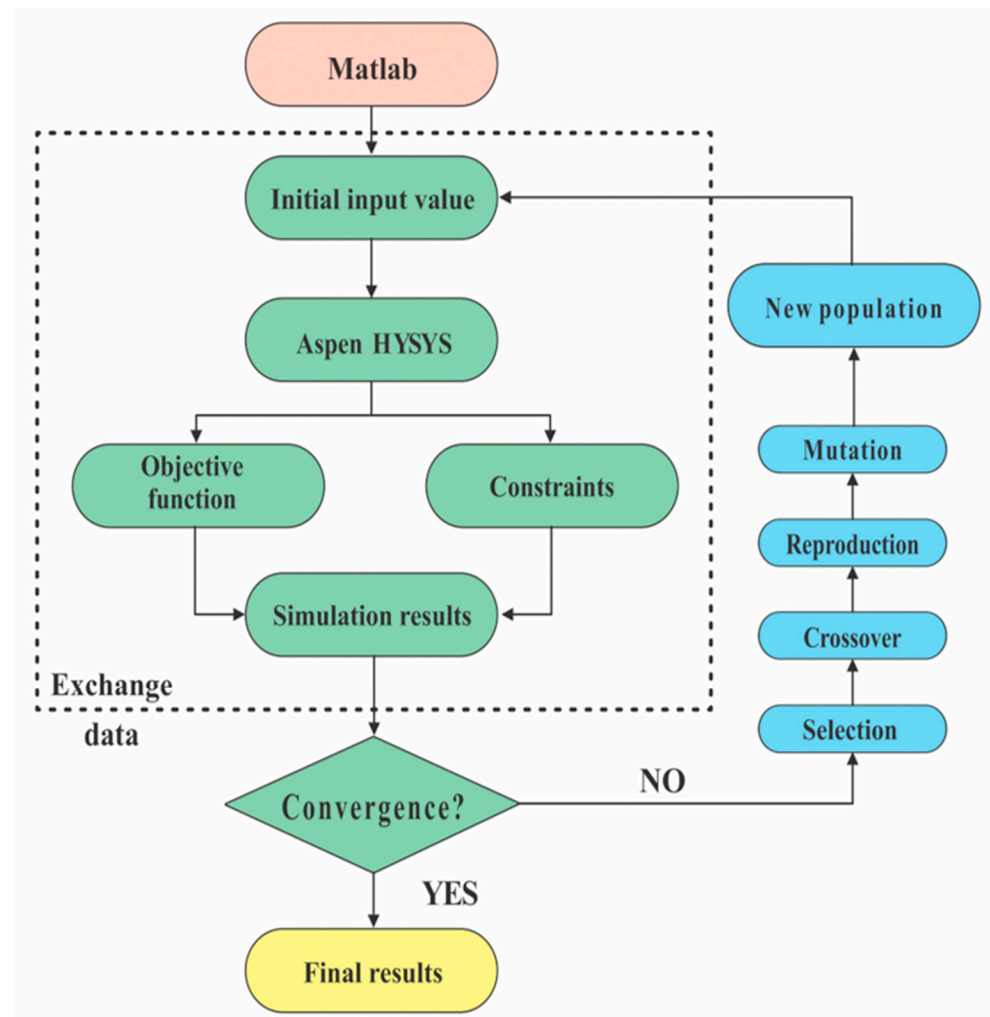 Matlab
Initial input value
Aspen HYSYS
Objective
function
Constraints
Simulation results
Exchange
data
Convergence?
NO
YES
Final results
New population
Mutation
Reproduction
Crossover
Selection